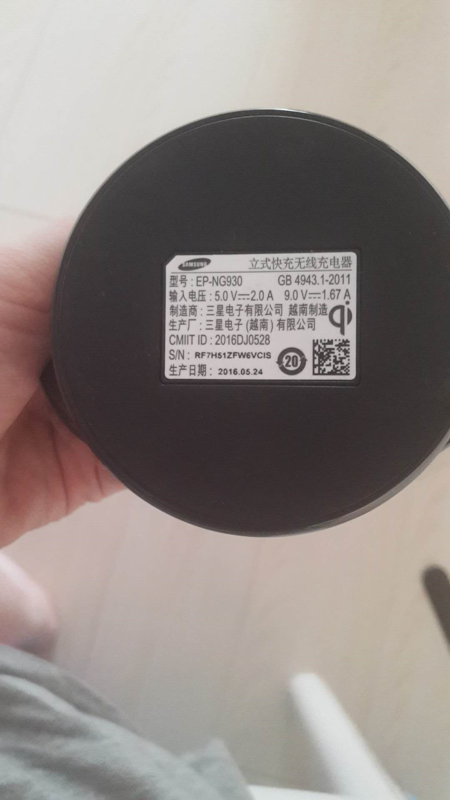 SAMSUNG 立式快充无线充电器
型号: EP-NG930 GB 4943.1-2011
输入电压: 5.0 V⎓2.0 A 9.0 V⎓1.67 A
制造商: 三星电子有限公司 越南制造
生产厂: 三星电子 (越南) 有限公司
qi
CMIIT ID: 2016DJ0528
S/N: RF7H51ZFW6VCIS
20
生产日期: 2016.05.24